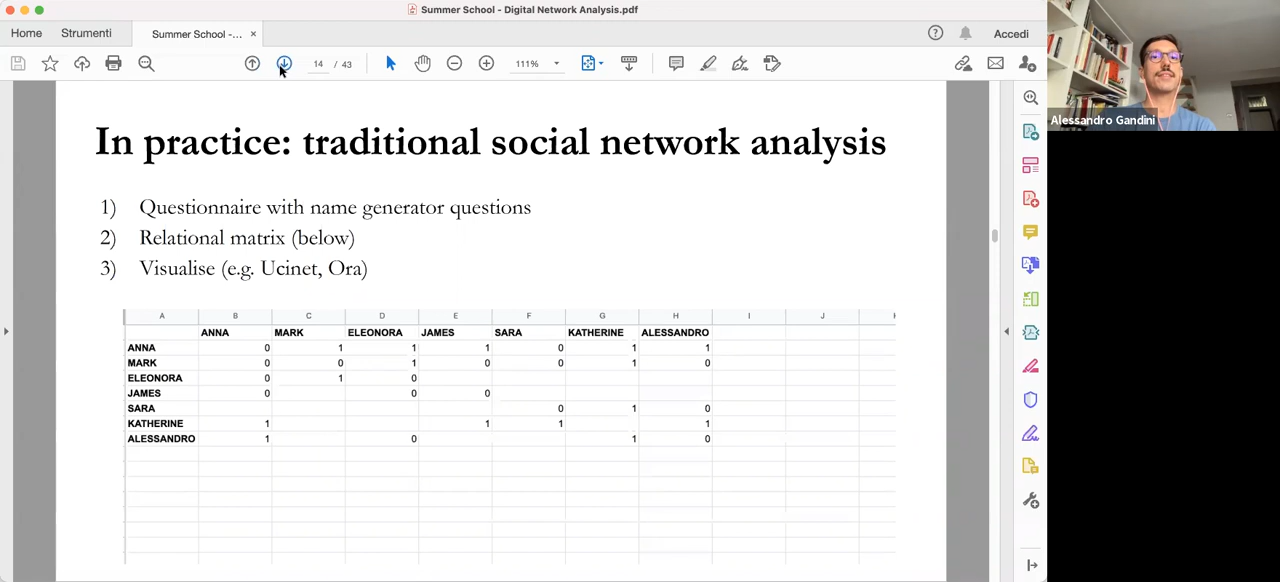 Summer School - Digital Network Analysis.pdf
Home Strumenti Summer School -... × Accedi
14 / 43 111%
Alessandro Gandini
In practice: traditional social network analysis
1) Questionnaire with name generator questions
2) Relational matrix (below)
3) Visualise (e.g. Ucinet, Ora)
A B C D E F G H I J
ANNA MARK ELEONORA JAMES SARA KATHERINE ALESSANDRO
ANNA 0 1 1 1 0 1 1
MARK 0 0 1 0 0 1 0
ELEONORA 0 1 0
JAMES 0 0 0
SARA 0 1 0
KATHERINE 1 1 1 1
ALESSANDRO 1 0 1 0